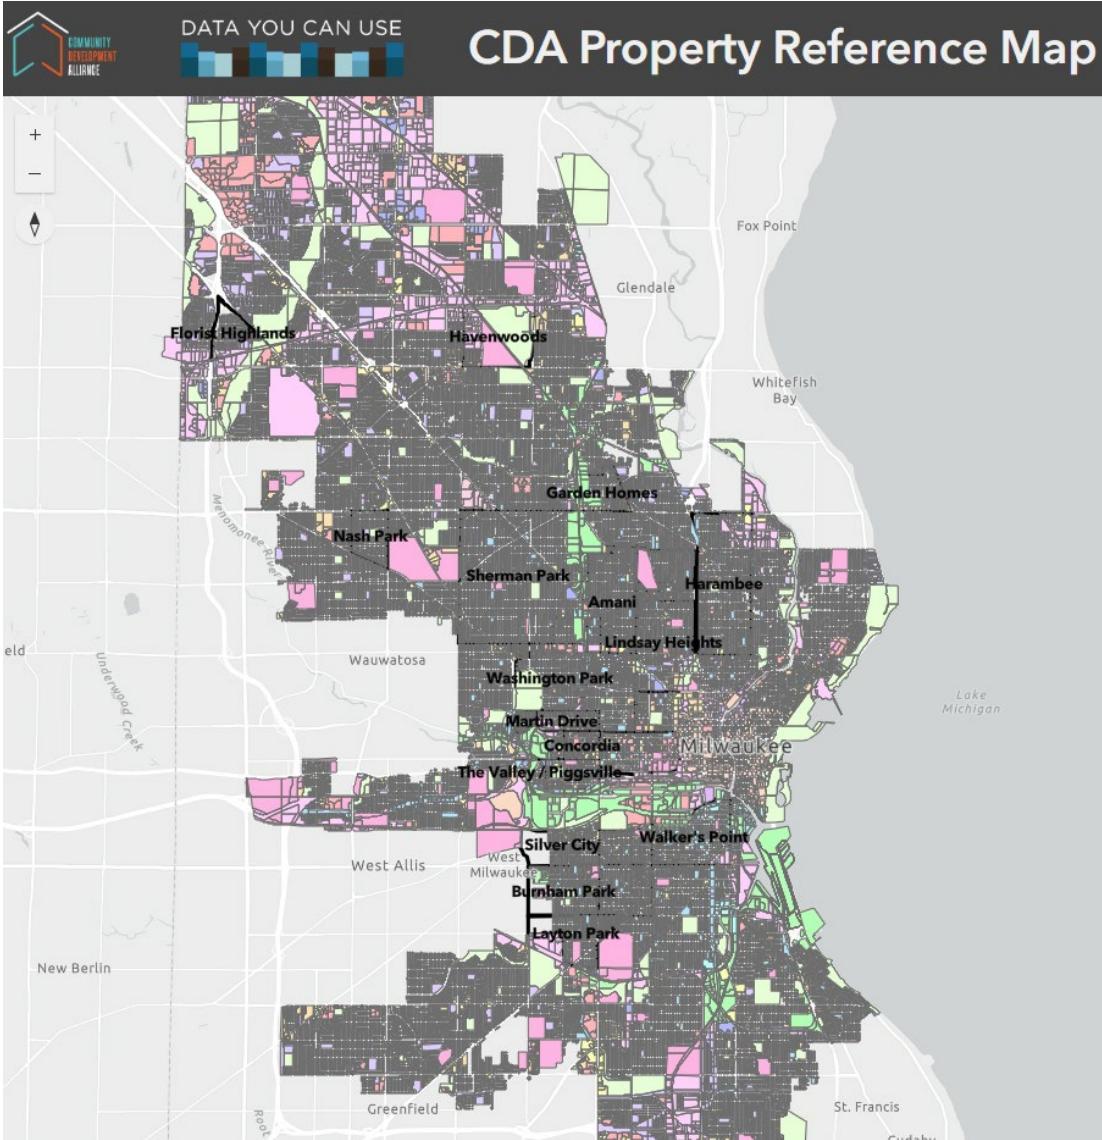 COMMUNITY
DEVELOPMENT
ALLIANCE
DATA YOU CAN USE
CDA Property Reference Map
+
−
Fox Point
Glendale
Florist Highlands
Havenwoods
Whitefish
Bay
Garden Homes
Menomonee River
Nash Park
Sherman Park
Harambee
Amani
Lindsay Heights
eld
Wauwatosa
Underwood Creek
Washington Park
Lake
Michigan
Martin Drive
Concordia
Milwaukee
The Valley / Piggsville
Walker's Point
Silver City
West Allis
West
Milwaukee
Burnham Park
Layton Park
New Berlin
Greenfield
Root
St. Francis
Cudahy